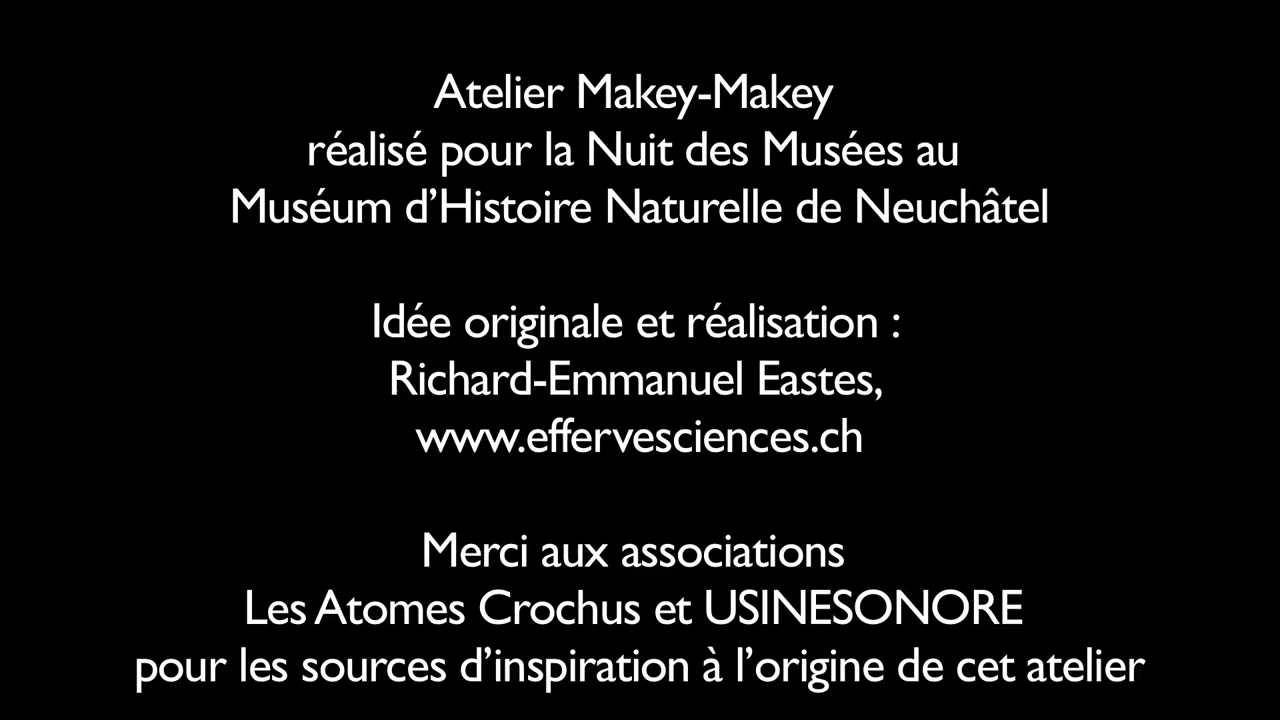 Atelier Makey-Makey
réalisé pour la Nuit des Musées au
Muséum d’Histoire Naturelle de Neuchâtel
Idée originale et réalisation :
Richard-Emmanuel Eastes,
www.effervesciences.ch
Merci aux associations
Les Atomes Crochus et USINESONORE
pour les sources d’inspiration à l’origine de cet atelier